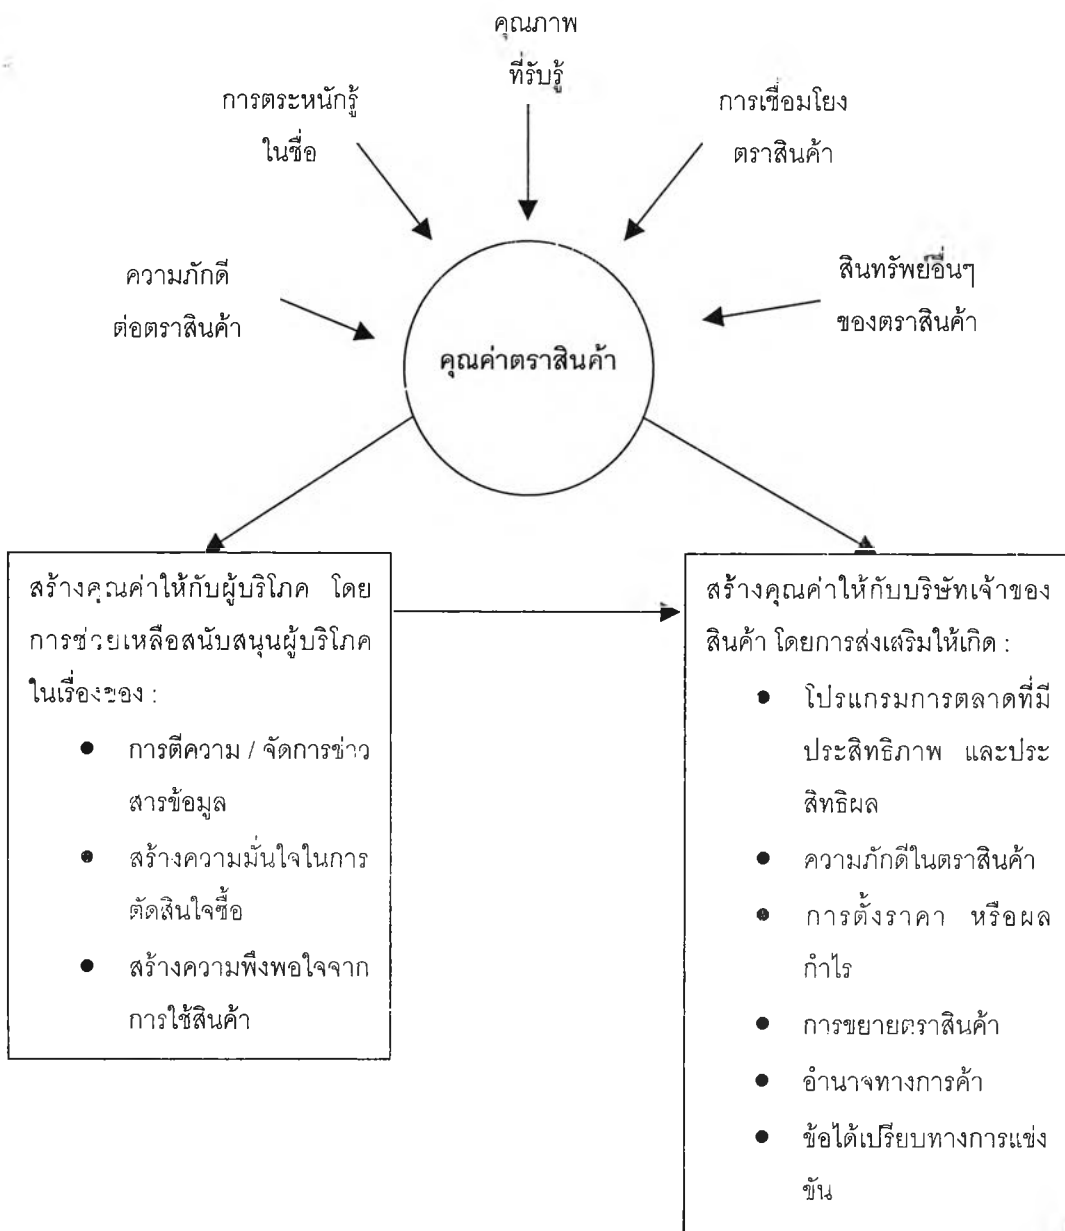 คุณภาพ
ที่รับรู้
การตระหนักรู้
ในชื่อ
การเชื่อมโยง
ตราสินค้า
ความภักดี
ต่อตราสินค้า
สินทรัพย์อื่นๆ
ของตราสินค้า
คุณค่าตราสินค้า
สร้างคุณค่าให้กับผู้บริโภค โดย
การช่วยเหลือสนับสนุนผู้บริโภค
ในเรื่องของ :
● การตีความ / จัดการข่าว
สารข้อมูล
● สร้างความมั่นใจในการ
ตัดสินใจซื้อ
● สร้างความพึงพอใจจาก
การใช้สินค้า
สร้างคุณค่าให้กับบริษัทเจ้าของ
สินค้า โดยการส่งเสริมให้เกิด :
● โปรแกรมการตลาดที่มี
ประสิทธิภาพ และประ
สิทธิผล
● ความภักดีในตราสินค้า
● การตั้งราคา หรือผล
กำไร
● การขยายตราสินค้า
● อำนาจทางการค้า
● ข้อได้เปรียบทางการแข่ง
ขัน